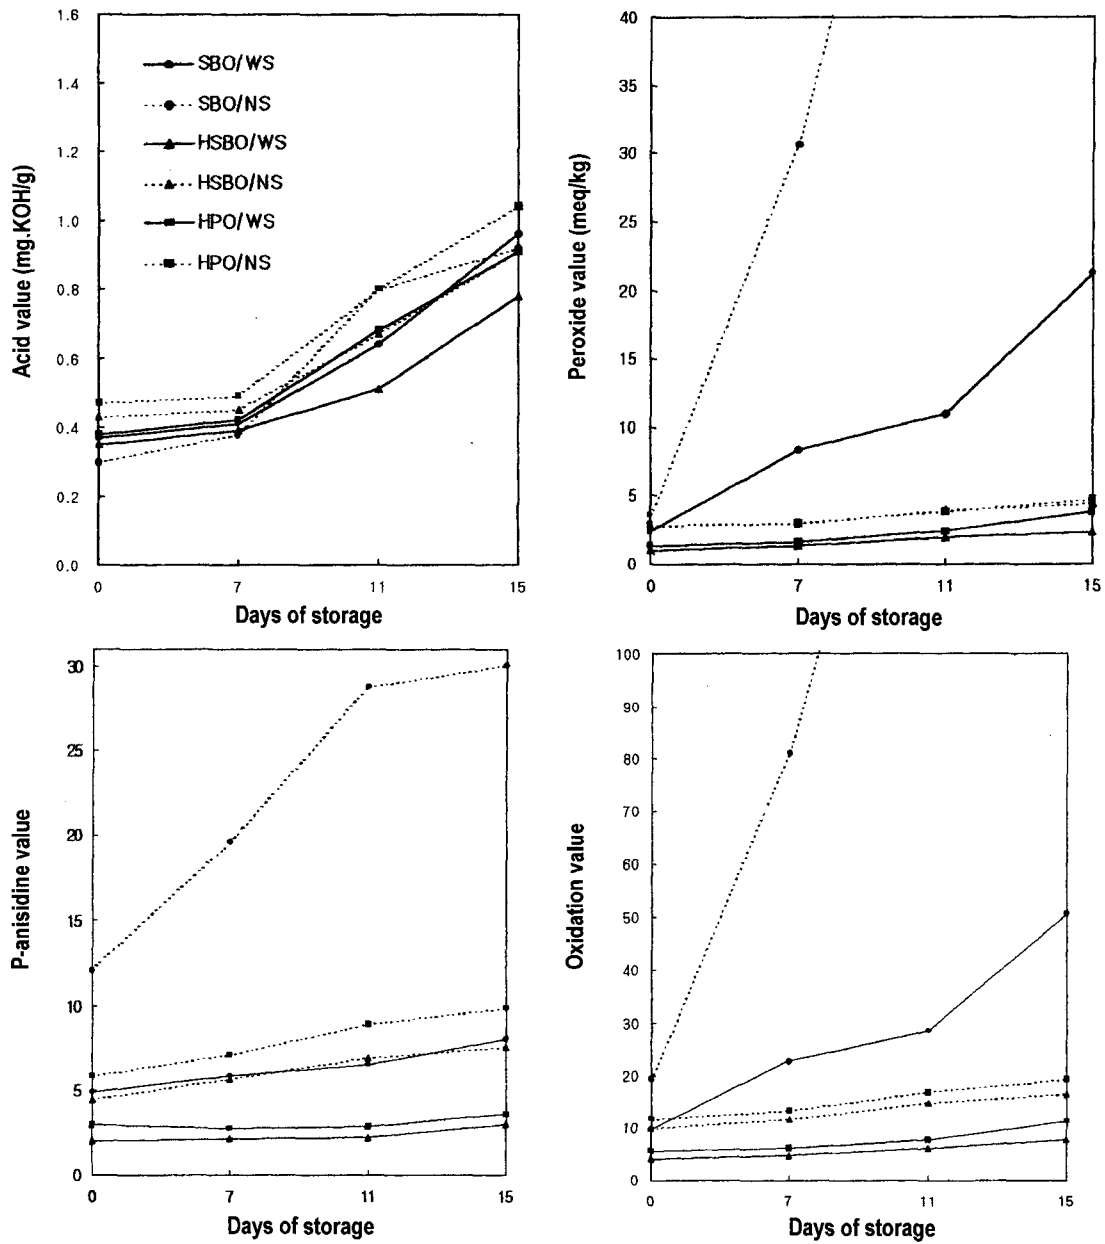 1.6
1.4
1.2
1.0
0.8
0.6
0.4
0.2
0.0
Acid value (mg.KOH/g)
SBO/WS
SBO/NS
HSBO/WS
HSBO/NS
HPO/WS
HPO/NS
0 7 11 15
Days of storage
40
35
30
25
20
15
10
5
0
Peroxide value (meq/kg)
0 7 11 15
Days of storage
30
25
20
15
10
5
0
P-anisidine value
0 7 11 15
Days of storage
100
90
80
70
60
50
40
30
20
10
0
Oxidation value
0 7 11 15
Days of storage